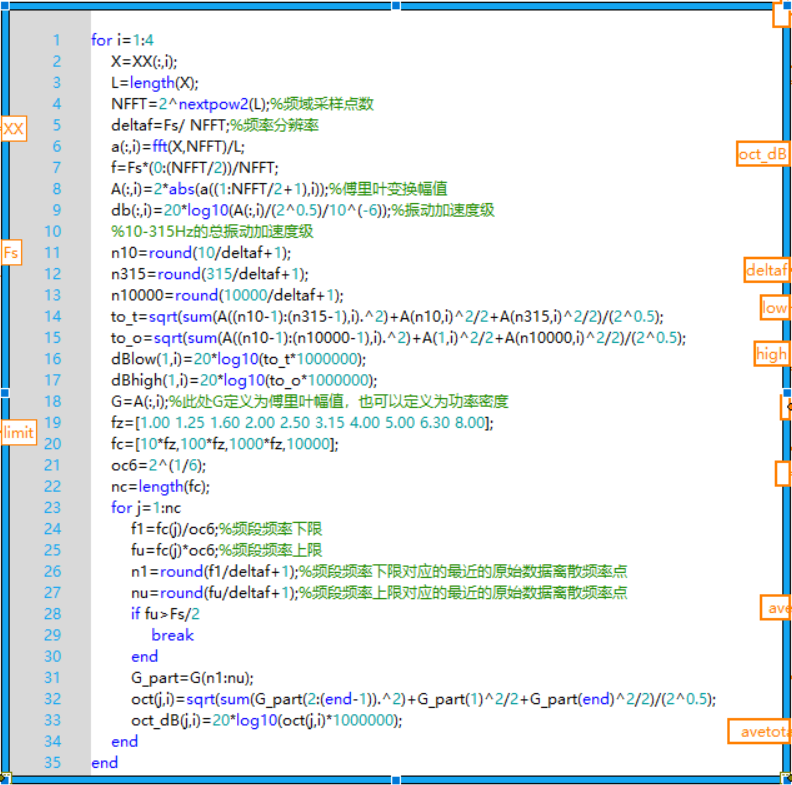 1 for i=1:4
2 X=XX(:,i);
3 L=length(X);
4 NFFT=2^nextpow2(L);%频域采样点数
5 deltaf=Fs/ NFFT;%频率分辨率
6 a(:,i)=fft(X,NFFT)/L;
7 f=Fs*(0:(NFFT/2))/NFFT;
8 A(:,i)=2*abs(a((1:NFFT/2+1),i));%傅里叶变换幅值
9 db(:,i)=20*log10(A(:,i)/(2^0.5)/10^(-6));%振动加速度级
10 %10-315Hz的总振动加速度级
11 n10=round(10/deltaf+1);
12 n315=round(315/deltaf+1);
13 n10000=round(10000/deltaf+1);
14 to_t=sqrt(sum(A((n10-1):(n315-1),i).^2)+A(n10,i)^2/2+A(n315,i)^2/2)/(2^0.5);
15 to_o=sqrt(sum(A((n10-1):(n10000-1),i).^2)+A(1,i)^2/2+A(n10000,i)^2/2)/(2^0.5);
16 dBlow(1,i)=20*log10(to_t*1000000);
17 dBhigh(1,i)=20*log10(to_o*1000000);
18 G=A(:,i);%此处G定义为傅里叶幅值，也可以定义为功率密度
19 fz=[1.00 1.25 1.60 2.00 2.50 3.15 4.00 5.00 6.30 8.00];
20 fc=[10*fz,100*fz,1000*fz,10000];
21 oc6=2^(1/6);
22 nc=length(fc);
23 for j=1:nc
24 f1=fc(j)/oc6;%频段频率下限
25 fu=fc(j)*oc6;%频段频率上限
26 n1=round(f1/deltaf+1);%频段频率下限对应的最近的原始数据离散频率点
27 nu=round(fu/deltaf+1);%频段频率上限对应的最近的原始数据离散频率点
28 if fu>Fs/2
29 break
30 end
31 G_part=G(n1:nu);
32 oct(j,i)=sqrt(sum(G_part(2:(end-1)).^2)+G_part(1)^2/2+G_part(end)^2/2)/(2^0.5);
33 oct_dB(j,i)=20*log10(oct(j,i)*1000000);
34 end
35 end
XX
Fs
limit
oct_dB
deltaf
low
high
ave
avetota